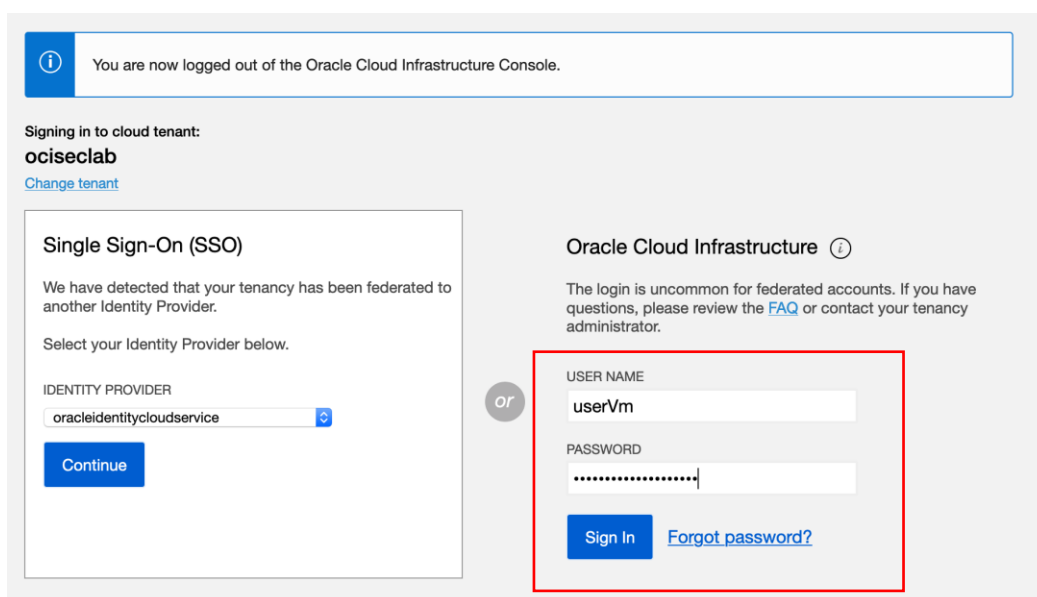 You are now logged out of the Oracle Cloud Infrastructure Console.
Signing in to cloud tenant:
ociseclab
Change tenant
Single Sign-On (SSO)
We have detected that your tenancy has been federated to
another Identity Provider.
Select your Identity Provider below.
IDENTITY PROVIDER
oracleidentitycloudservice
Continue
or
Oracle Cloud Infrastructure
The login is uncommon for federated accounts. If you have
questions, please review the FAQ or contact your tenancy
administrator.
USER NAME
userVm
PASSWORD
••••••••••••••••••••
Sign In Forgot password?